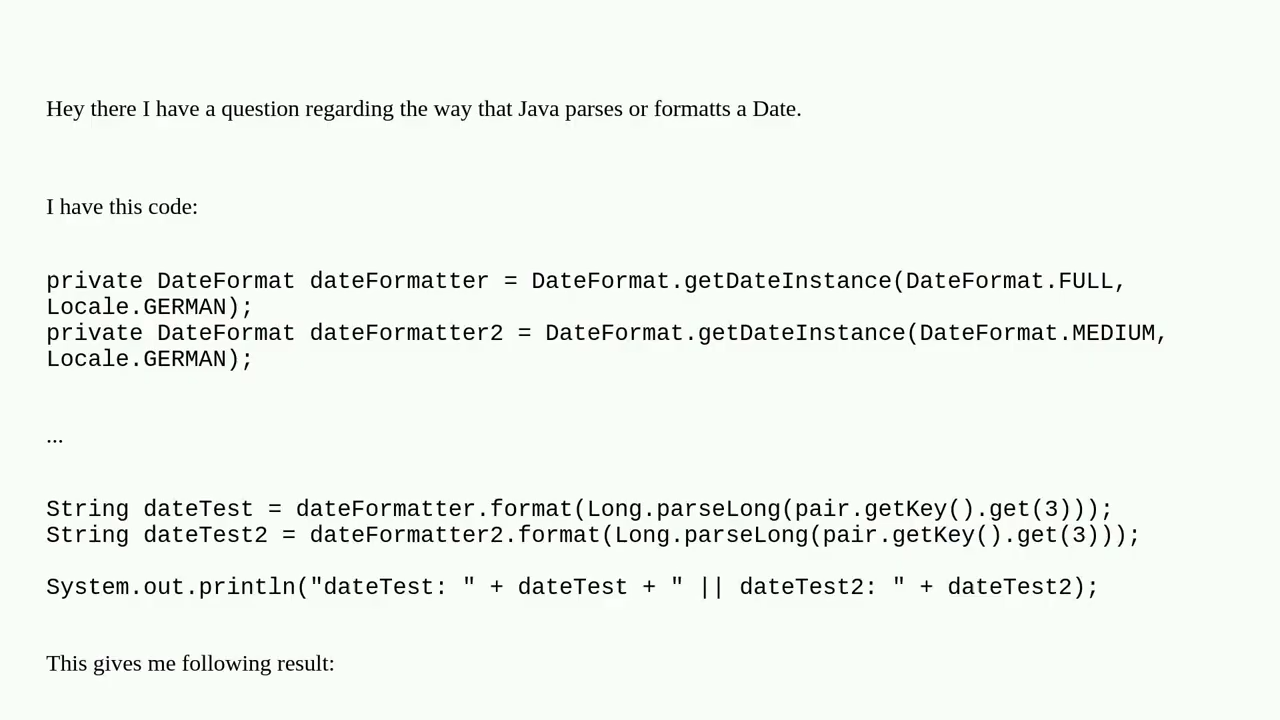 Hey there I have a question regarding the way that Java parses or formatts a Date.
I have this code:
private DateFormat dateFormatter = DateFormat.getDateInstance(DateFormat.FULL,
Locale.GERMAN);
private DateFormat dateFormatter2 = DateFormat.getDateInstance(DateFormat.MEDIUM,
Locale.GERMAN);
...
String dateTest = dateFormatter.format(Long.parseLong(pair.getKey().get(3)));
String dateTest2 = dateFormatter2.format(Long.parseLong(pair.getKey().get(3)));
System.out.println("dateTest: " + dateTest + " || dateTest2: " + dateTest2);
This gives me following result: